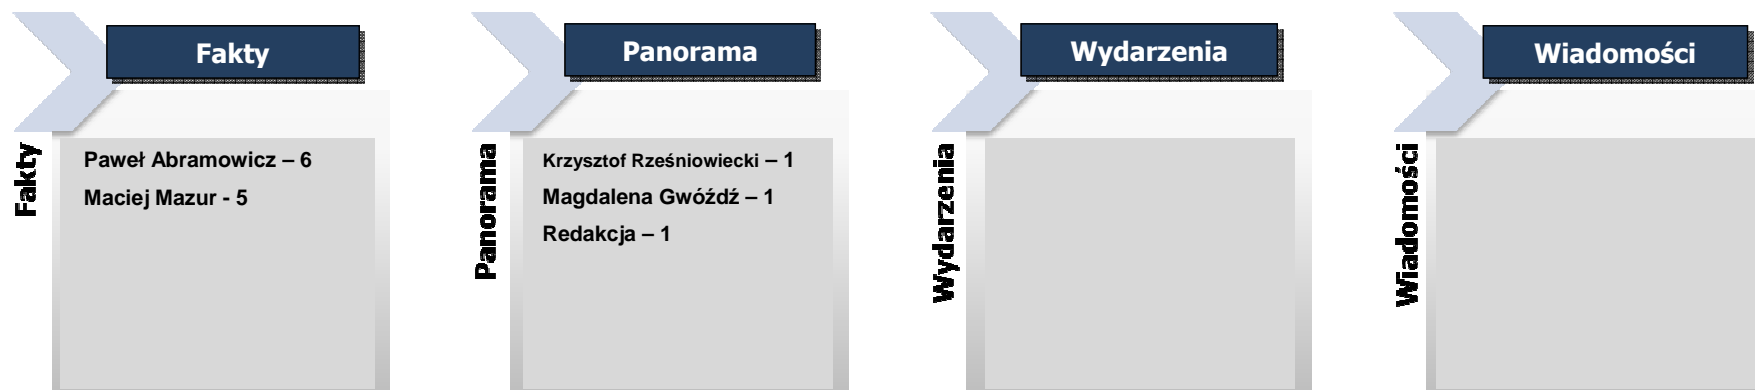 Fakty
Fakty
Paweł Abramowicz – 6
Maciej Mazur - 5
Panorama
Panorama
Krzysztof Rześniowiecki – 1
Magdalena Gwóźdź – 1
Redakcja – 1
Wydarzenia
Wydarzenia
Wiadomości
Wiadomości